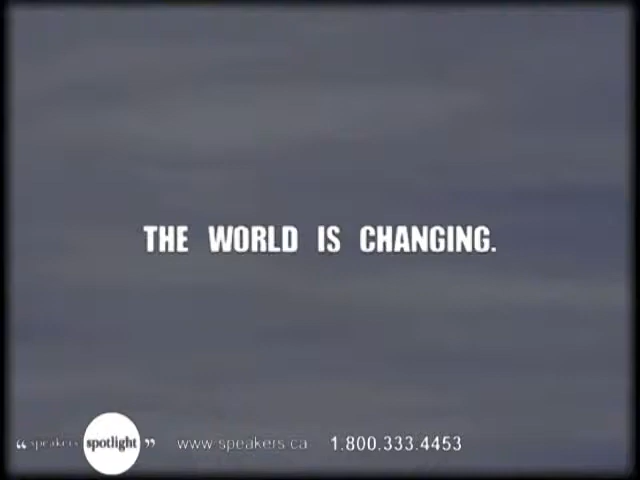 THE WORLD IS CHANGING.
“ speakers spotlight ” www.speakers.ca 1.800.333.4453